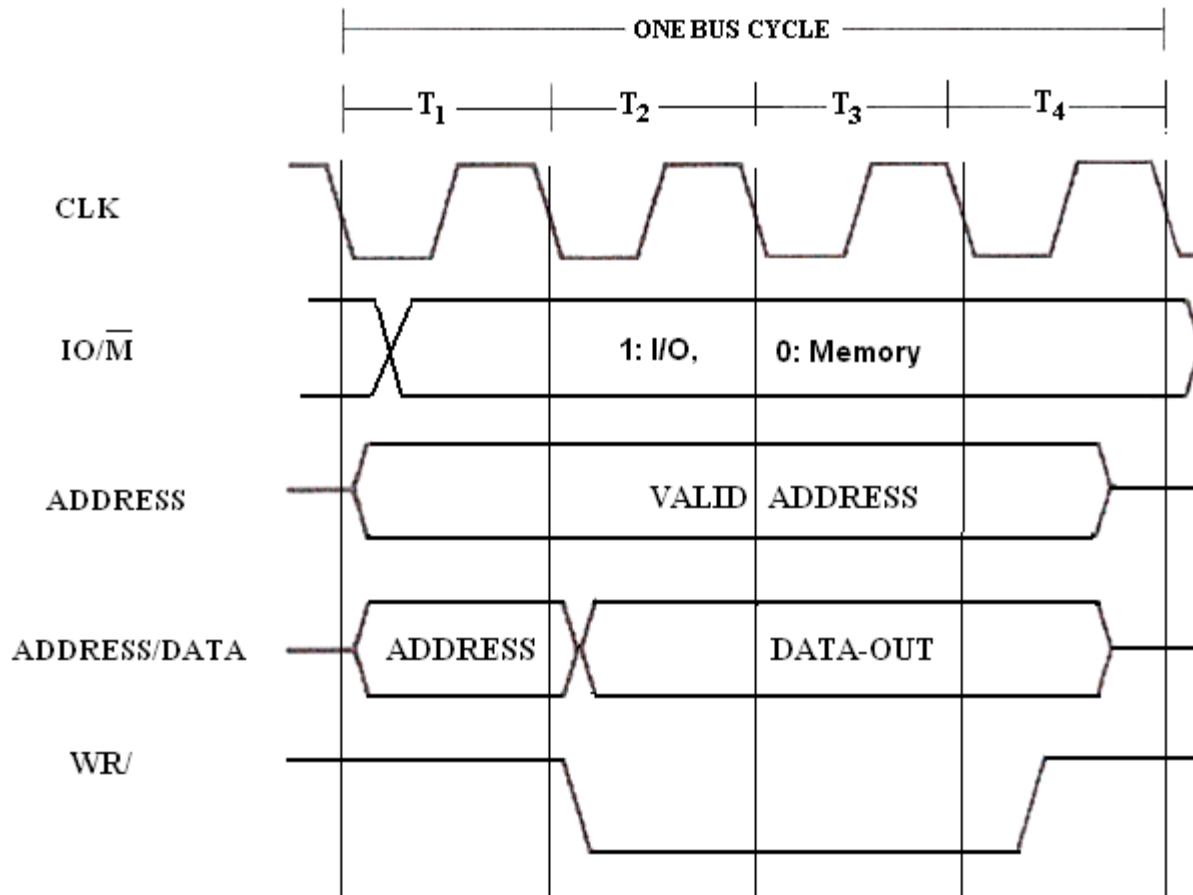 ONE BUS CYCLE
T1 T2 T3 T4
CLK
IO/M̅ 1: I/O, 0: Memory
ADDRESS VALID ADDRESS
ADDRESS/DATA ADDRESS DATA-OUT
WR/